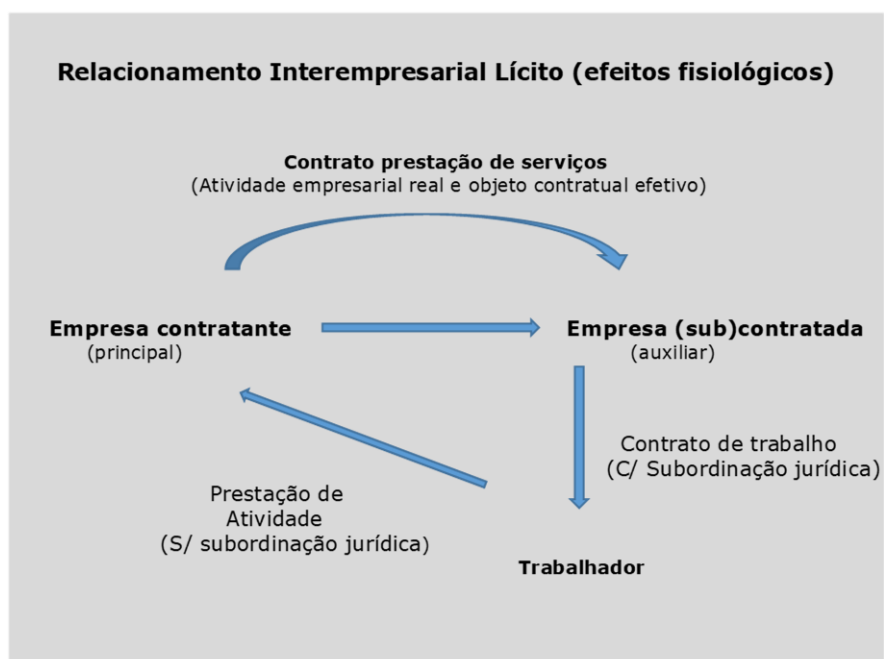 Relacionamento Interempresarial Lícito (efeitos fisiológicos)
Contrato prestação de serviços
(Atividade empresarial real e objeto contratual efetivo)
Empresa contratante
(principal)
Empresa (sub)contratada
(auxiliar)
Contrato de trabalho
(C/ Subordinação jurídica)
Prestação de
Atividade
(S/ subordinação jurídica)
Trabalhador